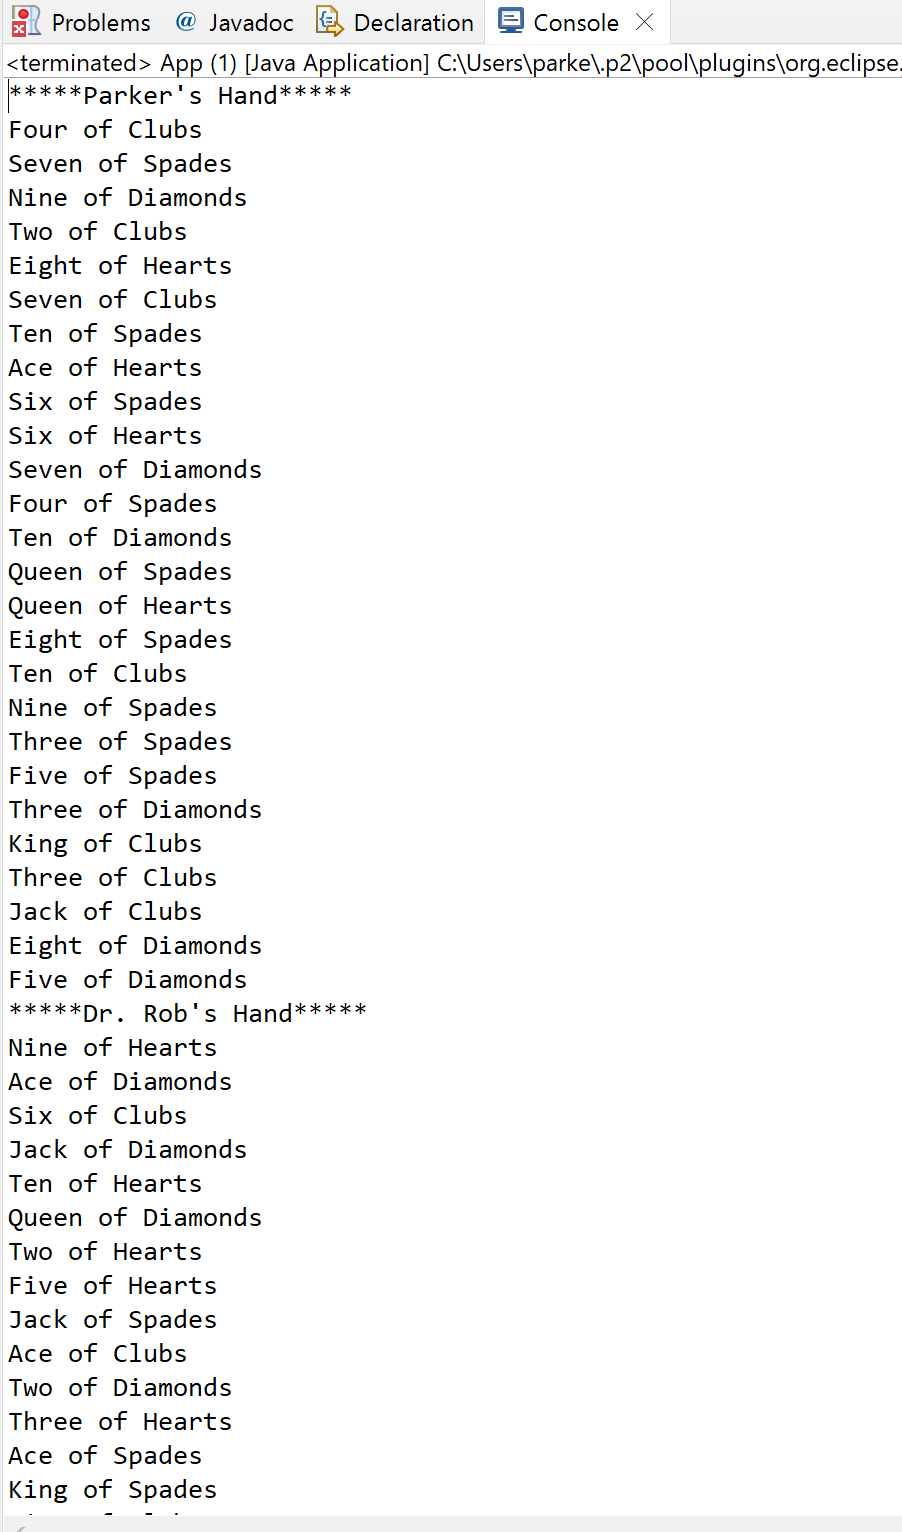 Problems @ Javadoc Declaration Console
<terminated> App (1) [Java Application] C:\Users\parke\.p2\pool\plugins\org.eclipse.
*****Parker's Hand*****
Four of Clubs
Seven of Spades
Nine of Diamonds
Two of Clubs
Eight of Hearts
Seven of Clubs
Ten of Spades
Ace of Hearts
Six of Spades
Six of Hearts
Seven of Diamonds
Four of Spades
Ten of Diamonds
Queen of Spades
Queen of Hearts
Eight of Spades
Ten of Clubs
Nine of Spades
Three of Spades
Five of Spades
Three of Diamonds
King of Clubs
Three of Clubs
Jack of Clubs
Eight of Diamonds
Five of Diamonds
*****Dr. Rob's Hand*****
Nine of Hearts
Ace of Diamonds
Six of Clubs
Jack of Diamonds
Ten of Hearts
Queen of Diamonds
Two of Hearts
Five of Hearts
Jack of Spades
Ace of Clubs
Two of Diamonds
Three of Hearts
Ace of Spades
King of Spades